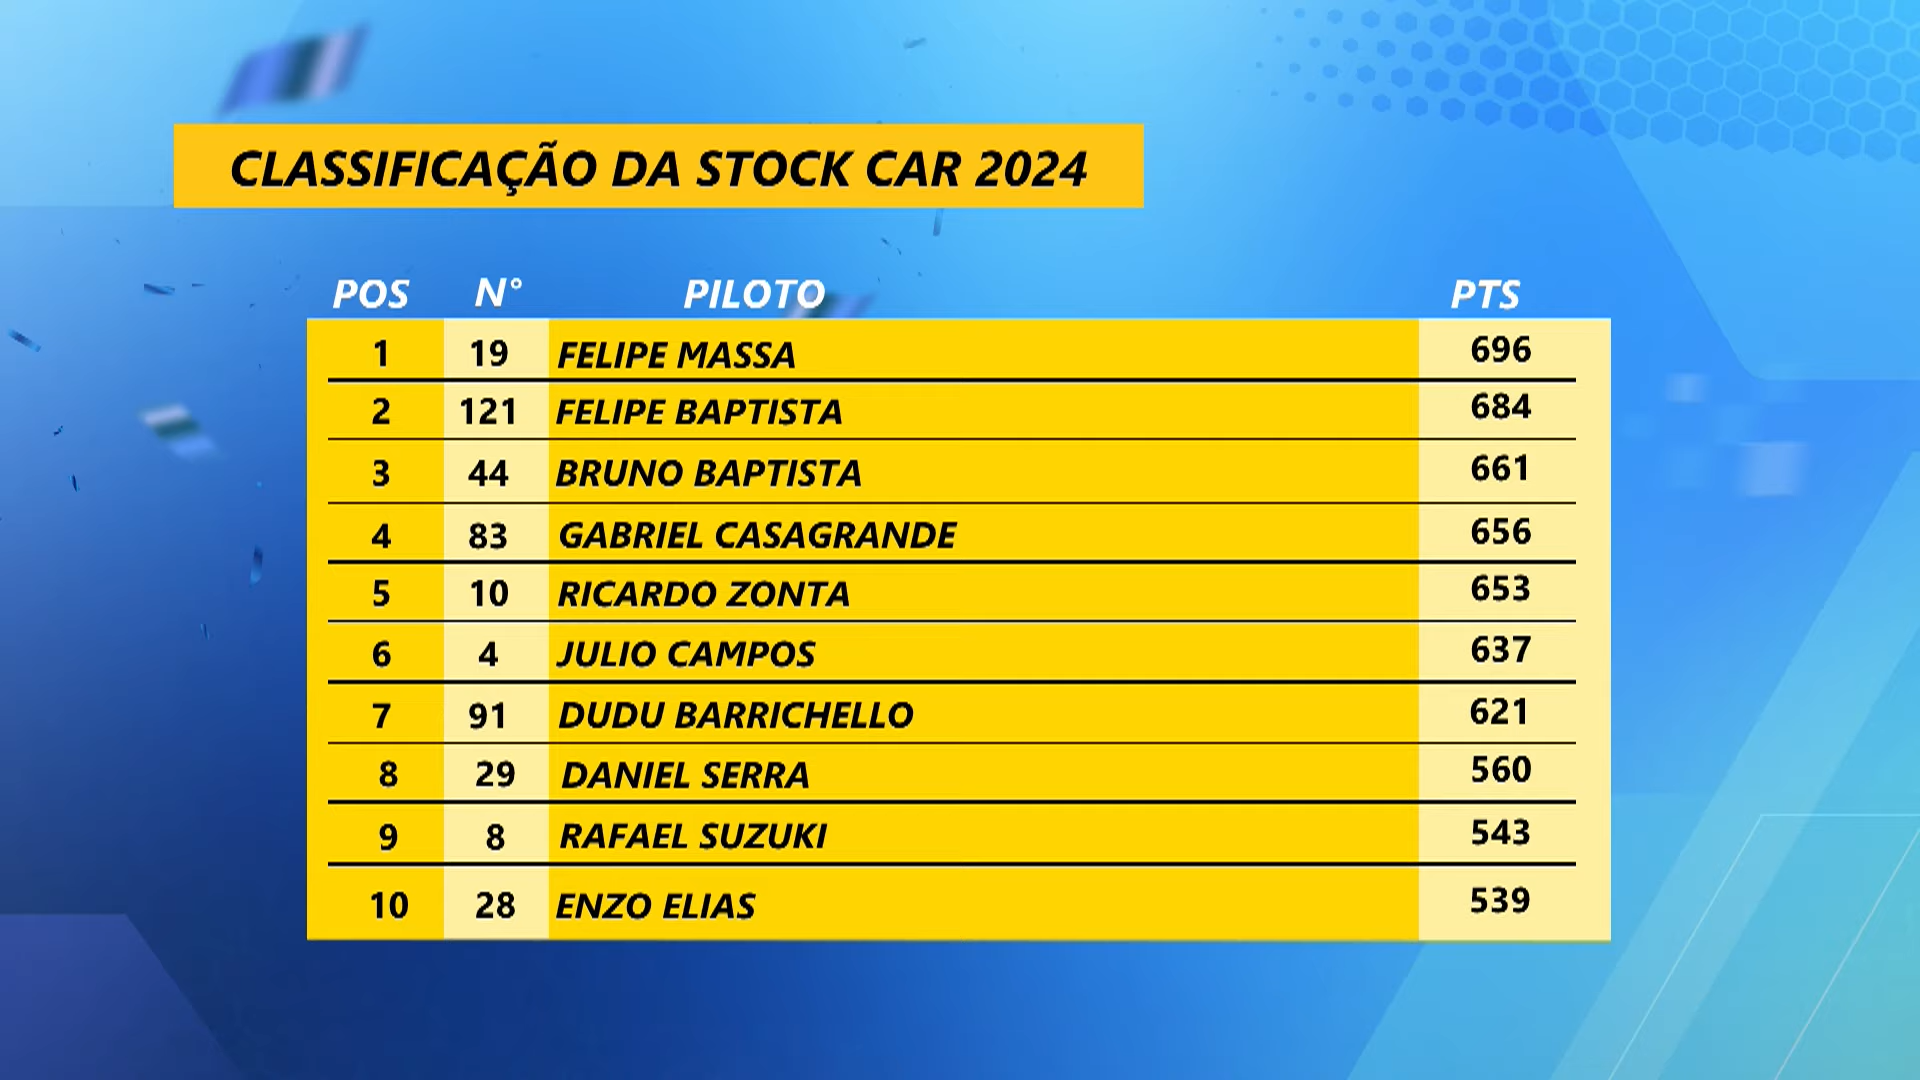 CLASSIFICAÇÃO DA STOCK CAR 2024
POS N° PILOTO PTS
1 19 FELIPE MASSA 696
2 121 FELIPE BAPTISTA 684
3 44 BRUNO BAPTISTA 661
4 83 GABRIEL CASAGRANDE 656
5 10 RICARDO ZONTA 653
6 4 JULIO CAMPOS 637
7 91 DUDU BARRICHELLO 621
8 29 DANIEL SERRA 560
9 8 RAFAEL SUZUKI 543
10 28 ENZO ELIAS 539